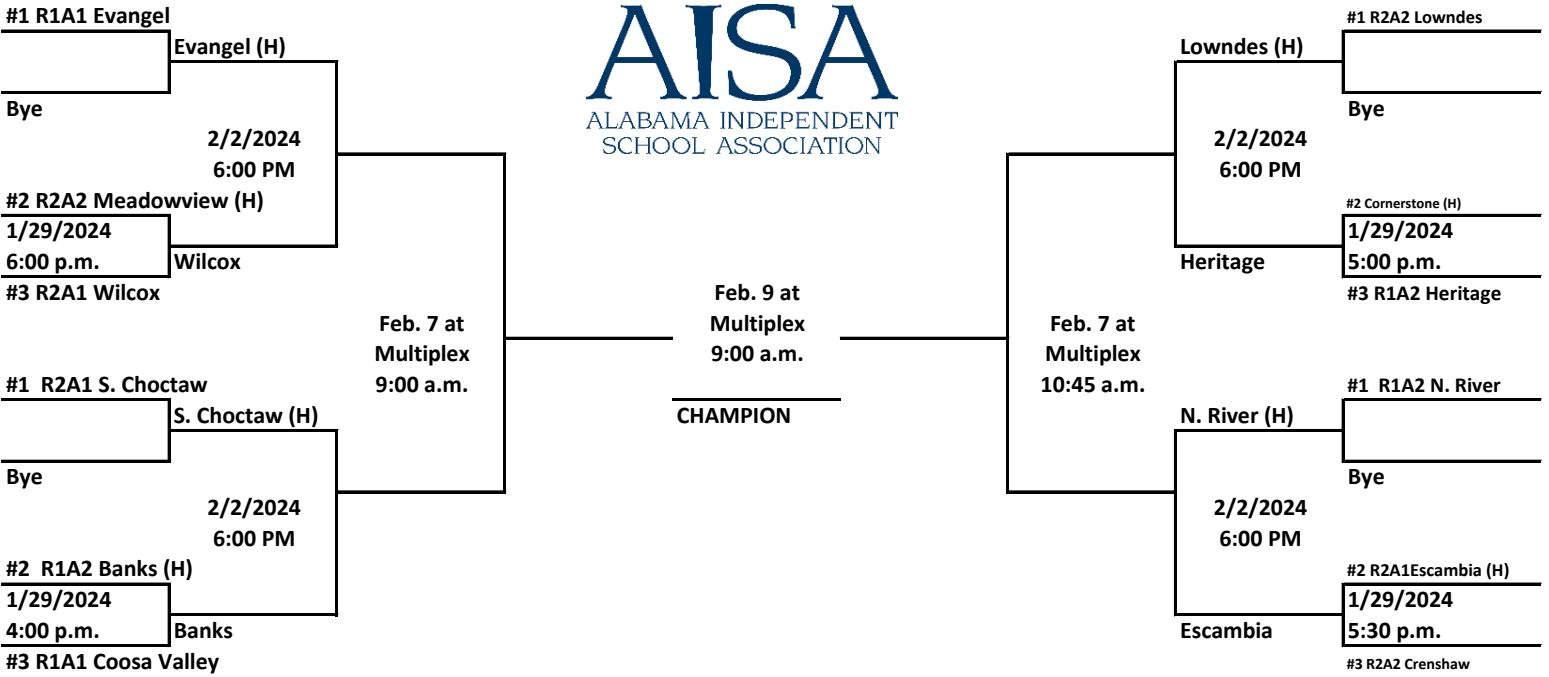 #1 R1A1 Evangel
Evangel (H)
Bye
2/2/2024
6:00 PM
#2 R2A2 Meadowview (H)
1/29/2024
6:00 p.m.
Wilcox
#3 R2A1 Wilcox
Feb. 7 at
Multiplex
9:00 a.m.
#1  R2A1 S. Choctaw
S. Choctaw (H)
Bye
2/2/2024
6:00 PM
#2  R1A2 Banks (H)
1/29/2024
4:00 p.m.
Banks
#3 R1A1 Coosa Valley
AISA
ALABAMA INDEPENDENT
SCHOOL ASSOCIATION
Feb. 9 at
Multiplex
9:00 a.m.
CHAMPION
#1 R2A2 Lowndes
Lowndes (H)
Bye
2/2/2024
6:00 PM
#2 Cornerstone (H)
1/29/2024
5:00 p.m.
Heritage
#3 R1A2 Heritage
Feb. 7 at
Multiplex
10:45 a.m.
#1  R1A2 N. River
N. River (H)
Bye
2/2/2024
6:00 PM
#2 R2A1Escambia (H)
1/29/2024
5:30 p.m.
Escambia
#3 R2A2 Crenshaw